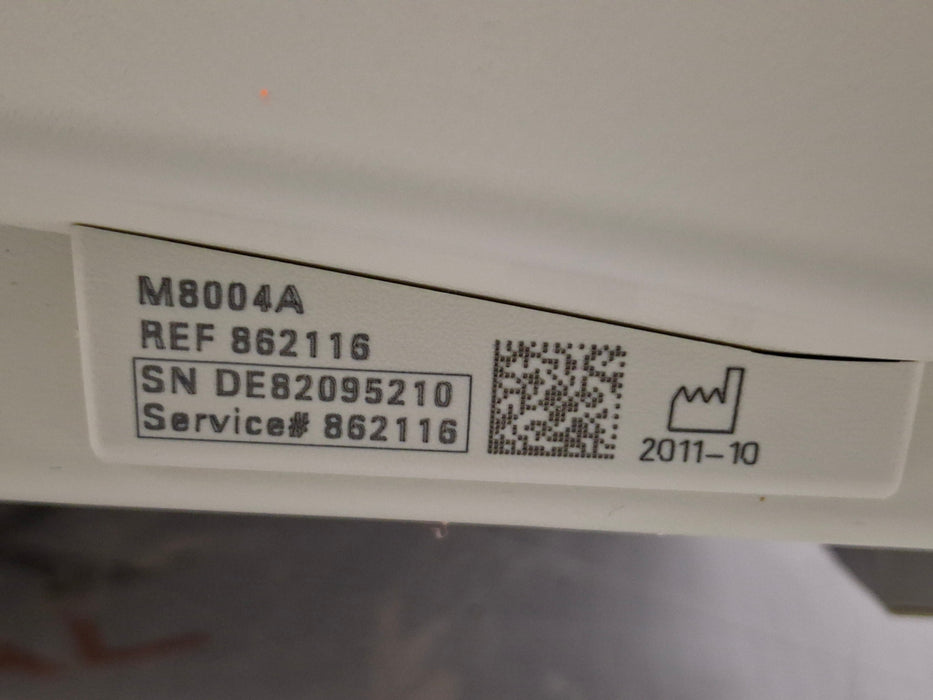 M8004A
REF 862116
SN DE82095210
Service# 862116
2011-10